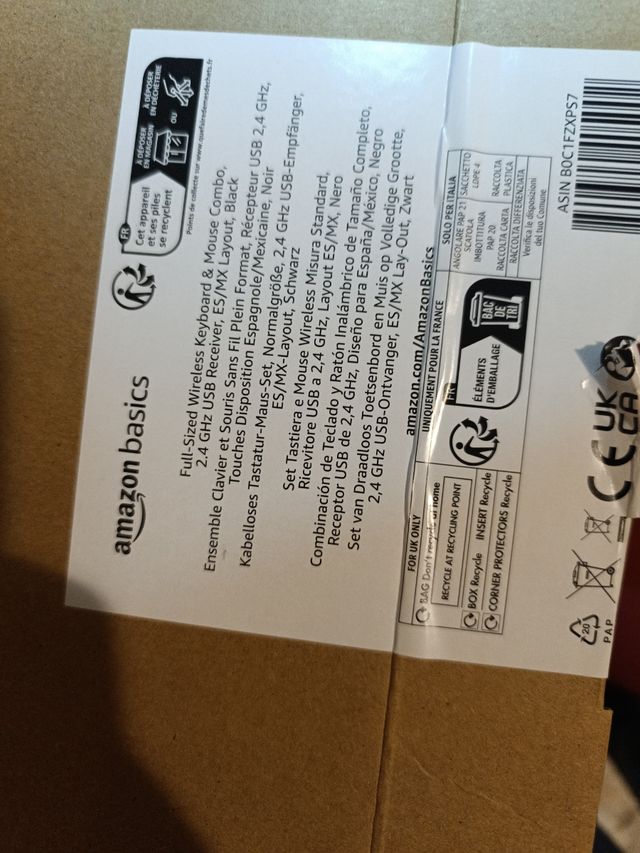 amazon basics
FR
Cet appareil
et ses piles
se recyclent
À DÉPOSER
EN MAGASIN
OU
À DÉPOSER
EN DÉCHÈTERIE
Points de collecte sur www.quefairedemesdechets.fr
Full-Sized Wireless Keyboard & Mouse Combo,
2.4 GHz USB Receiver, ES/MX Layout, Black
Ensemble Clavier et Souris Sans Fil Plein Format, Récepteur USB 2,4 GHz,
Touches Disposition Espagnole/Mexicaine, Noir
Kabelloses Tastatur-Maus-Set, Normalgröße, 2,4 GHz USB-Empfänger,
ES/MX-Layout, Schwarz
Set Tastiera e Mouse Wireless Misura Standard,
Ricevitore USB a 2,4 GHz, Layout ES/MX, Nero
Combinación de Teclado y Ratón Inalámbrico de Tamaño Completo,
Receptor USB de 2,4 GHz, Diseño para España/México, Negro
Set van Draadloos Toetsenbord en Muis op Volledige Grootte,
2,4 GHz USB-Ontvanger, ES/MX Lay-Out, Zwart
amazon.com/AmazonBasics
FOR UK ONLY
BAG Don't recycle at home
RECYCLE AT RECYCLING POINT
BOX Recycle INSERT Recycle
CORNER PROTECTORS Recycle
UNIQUEMENT POUR LA FRANCE
FR
ÉLÉMENTS
D'EMBALLAGE
BAC
DE
TRI
SOLO PER ITALIA
ANGOLARE PAP 21
SCATOLA
IMBOTTITURA
PAP 20
RACCOLTA CARTA
SACCHETTO
LDPE 4
RACCOLTA
PLASTICA
RACCOLTA DIFFERENZIATA
Verifica le disposizioni
del tuo Comune
20
PAP
CE
UK
CA
ASIN B0C1FZXPS7